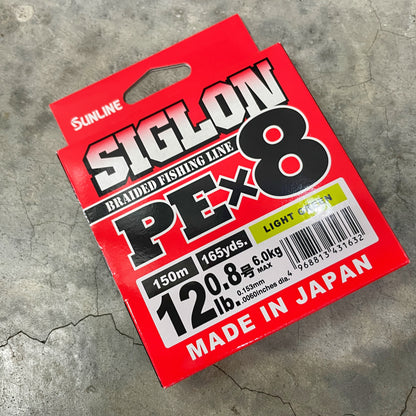 SUNLINE
SIGLON
BRAIDED FISHING LINE
PE×8
150m 165yds. LIGHT GREEN
12lb. 0.8号 6.0kg MAX
0.153mm
.0060inches dia.
4 968813 431632
MADE IN JAPAN